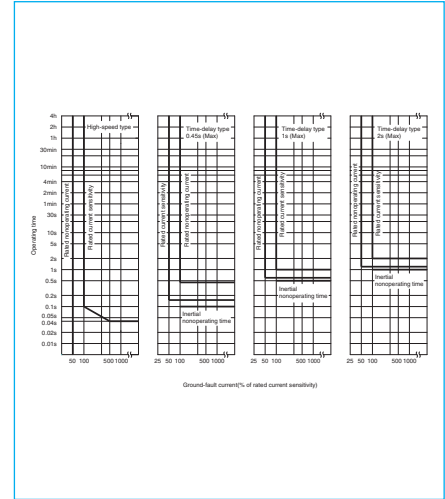 4h
2h
1h
30min
10min
4min
2min
1min
30s
10s
5s
2s
1s
0.5s
0.2s
0.1s
0.05s
0.04s
0.02s
0.01s
Operating time
High-speed type
Rated nonoperating current
Rated current sensitivity
50 100 500 1000
Time-delay type
0.45s (Max)
Rated nonoperating current
Rated nonoperating current
Inertial
nonoperating time
25 50 100 500 1000
Time-delay type
1s (Max)
Rated nonoperating current
Rated current sensitivity
Inertial
nonoperating time
25 50 100 500 1000
Time-delay type
2s (Max)
Rated nonoperating current
Rated current sensitivity
Inertial
nonoperating time
25 50 100 500 1000
Ground-fault current(% of rated current sensitivity)